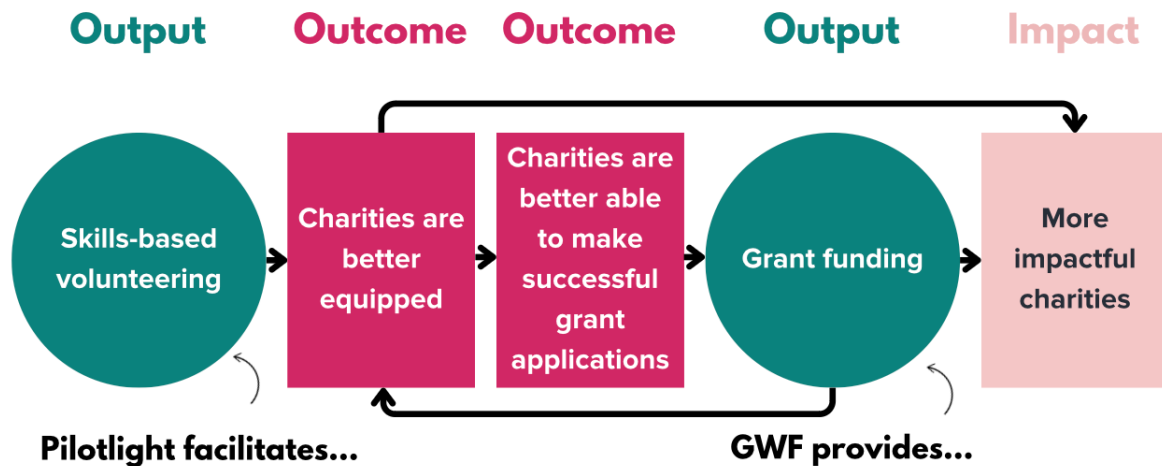 Output
Outcome
Outcome
Output
Impact
Skills-based
volunteering
Charities are
better
equipped
Charities are
better able
to make
successful
grant
applications
Grant funding
More
impactful
charities
Pilotlight facilitates...
GWF provides...